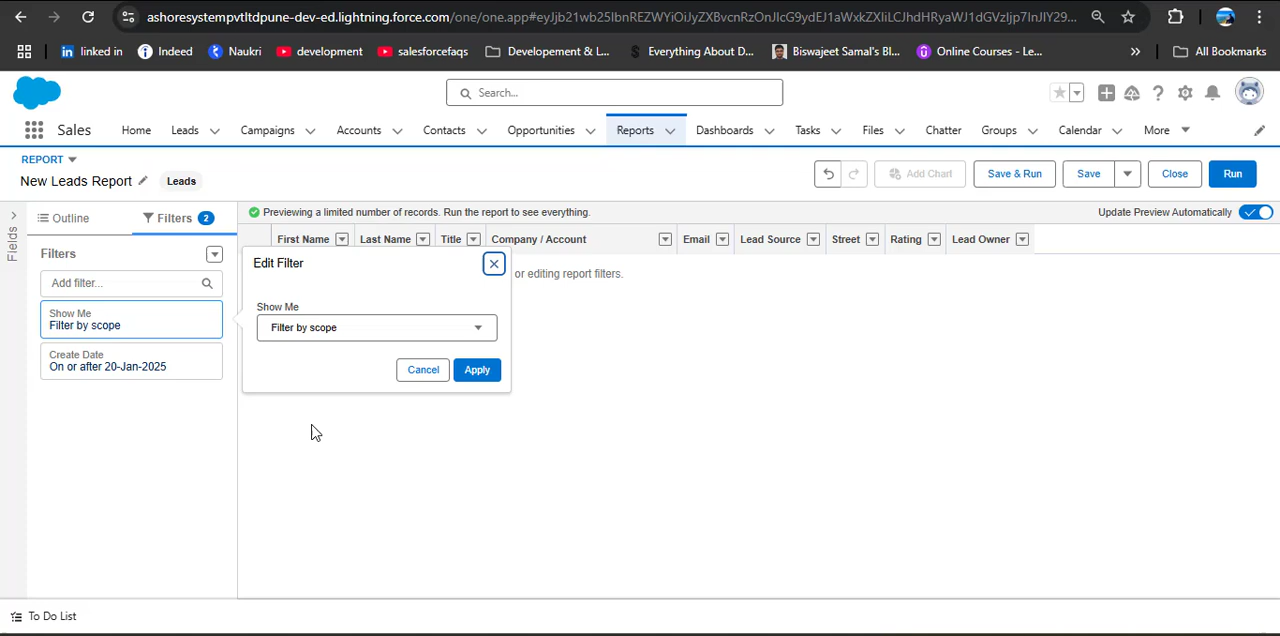 ashoresystempvtltdpune-dev-ed.lightning.force.com/one/one.app#eyJjb21wb25lbnREZWYiOiJyZXBvcnRzOnJlcG9ydEJ1aWxkZXIiLCJhdHRyaWJ1dGVzIjp7InJlY29...
linked in
Indeed
Naukri
development
salesforcefaqs
Developement & L...
Everything About D...
Biswajeet Samal's Bl...
Online Courses - Le...
All Bookmarks
Search...
Sales
Home
Leads
Campaigns
Accounts
Contacts
Opportunities
Reports
Dashboards
Tasks
Files
Chatter
Groups
Calendar
More
REPORT
New Leads Report
Leads
Add Chart
Save & Run
Save
Close
Run
Fields
Outline
Filters 2
Previewing a limited number of records. Run the report to see everything.
Update Preview Automatically
Filters
Add filter...
Show Me
Filter by scope
Create Date
On or after 20-Jan-2025
First Name
Last Name
Title
Company / Account
Email
Lead Source
Street
Rating
Lead Owner
or editing report filters.
Edit Filter
Show Me
Filter by scope
Cancel
Apply
To Do List